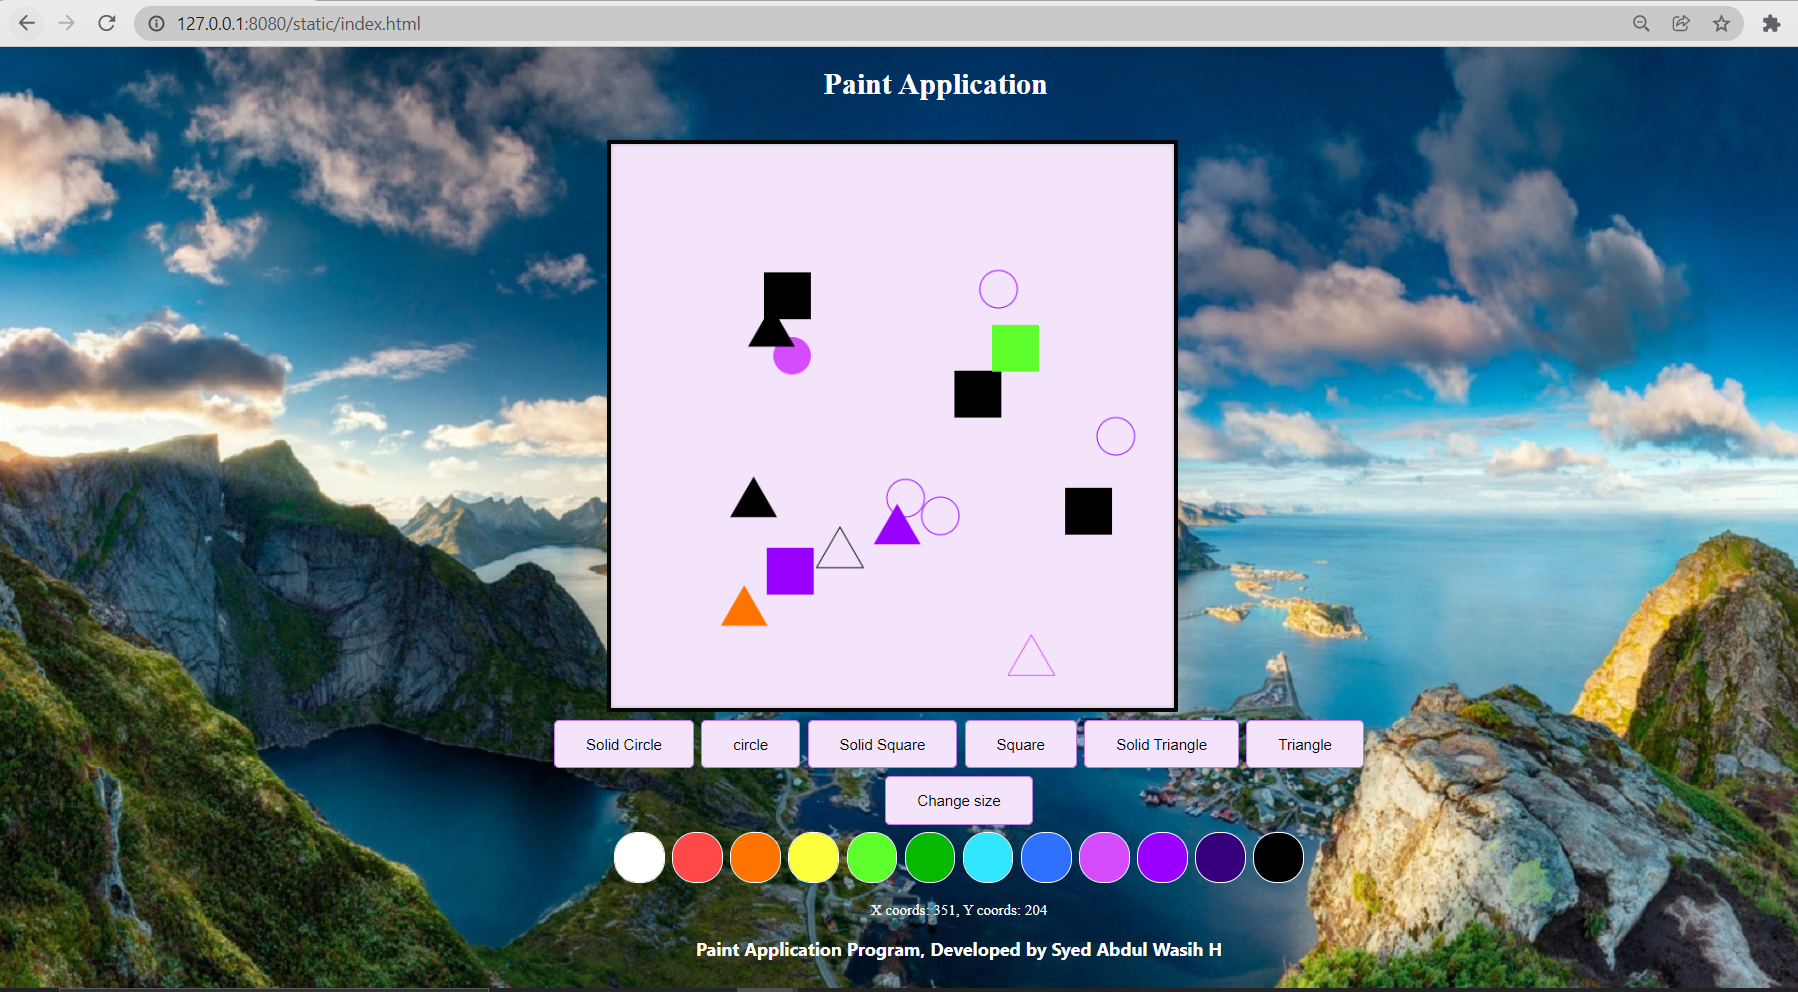 127.0.0.1:8080/static/index.html
Paint Application
Solid Circle
circle
Solid Square
Square
Solid Triangle
Triangle
Change size
X coords: 351, Y coords: 204
Paint Application Program, Developed by Syed Abdul Wasih H